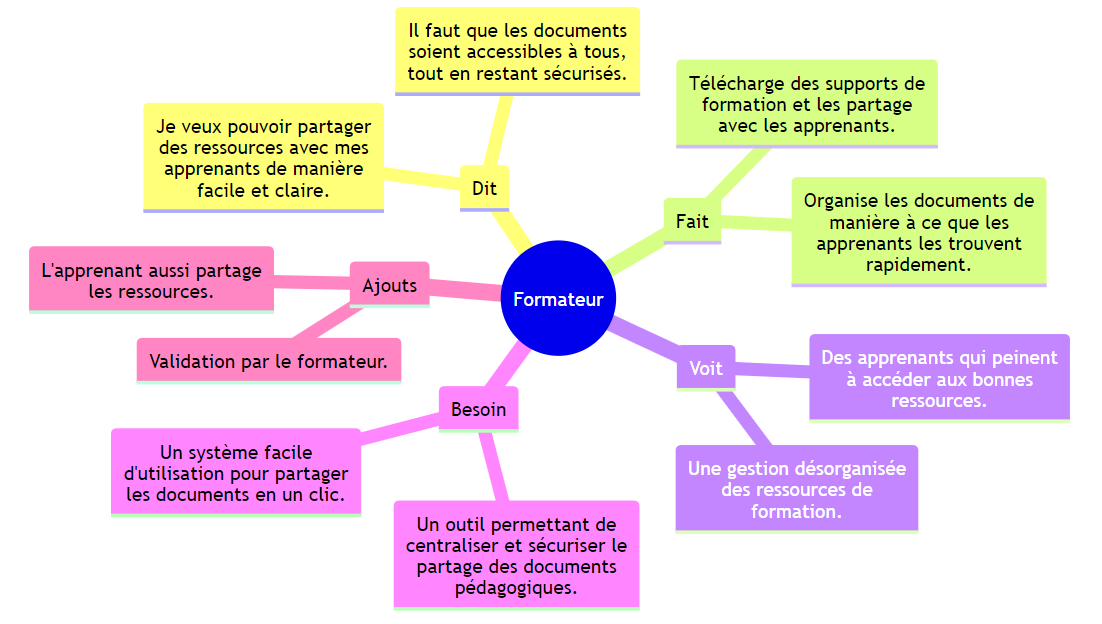 Il faut que les documents
soient accessibles à tous,
tout en restant sécurisés.
Je veux pouvoir partager
des ressources avec mes
apprenants de manière
facile et claire.
Dit
Télécharge des supports de
formation et les partage
avec les apprenants.
Organise les documents de
manière à ce que les
apprenants les trouvent
rapidement.
Fait
Formateur
L'apprenant aussi partage
les ressources.
Ajouts
Validation par le formateur.
Voit
Des apprenants qui peinent
à accéder aux bonnes
ressources.
Une gestion désorganisée
des ressources de
formation.
Besoin
Un système facile
d'utilisation pour partager
les documents en un clic.
Un outil permettant de
centraliser et sécuriser le
partage des documents
pédagogiques.